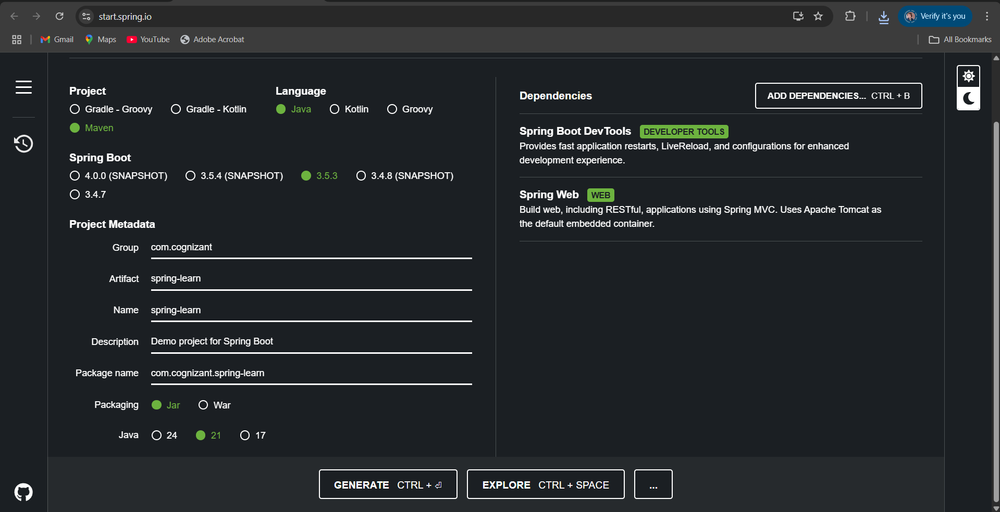 start.spring.io
Verify it's you
Gmail
Maps
YouTube
Adobe Acrobat
All Bookmarks
Project
Gradle - Groovy
Gradle - Kotlin
Maven
Language
Java
Kotlin
Groovy
Spring Boot
4.0.0 (SNAPSHOT)
3.5.4 (SNAPSHOT)
3.5.3
3.4.8 (SNAPSHOT)
3.4.7
Project Metadata
Group com.cognizant
Artifact spring-learn
Name spring-learn
Description Demo project for Spring Boot
Package name com.cognizant.spring-learn
Packaging Jar War
Java 24 21 17
Dependencies
ADD DEPENDENCIES... CTRL + B
Spring Boot DevTools DEVELOPER TOOLS
Provides fast application restarts, LiveReload, and configurations for enhanced
development experience.
Spring Web WEB
Build web, including RESTful, applications using Spring MVC. Uses Apache Tomcat as
the default embedded container.
GENERATE CTRL + ⏎
EXPLORE CTRL + SPACE
...